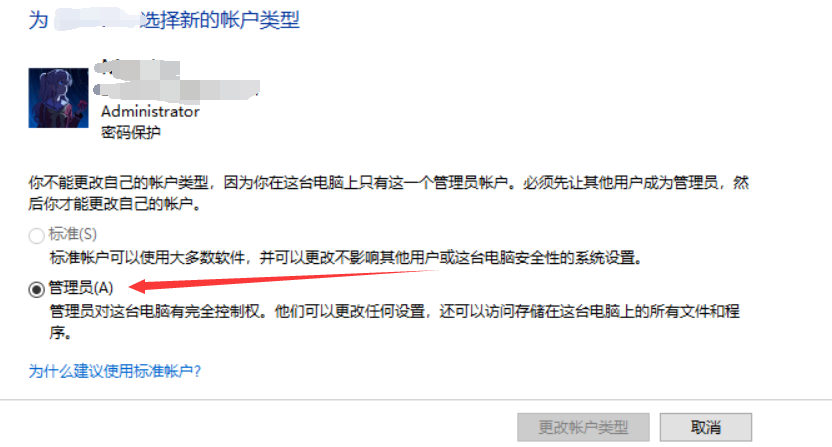 为 选择新的帐户类型
Administrator
密码保护
你不能更改自己的帐户类型，因为你在这台电脑上只有这一个管理员帐户。必须先让其他用户成为管理员，然
后你才能更改自己的帐户。
标准(S)
标准帐户可以使用大多数软件，并可以更改不影响其他用户或这台电脑安全性的系统设置。
管理员(A)
管理员对这台电脑有完全控制权。他们可以更改任何设置，还可以访问存储在这台电脑上的所有文件和程
序。
为什么建议使用标准帐户?
更改帐户类型 取消